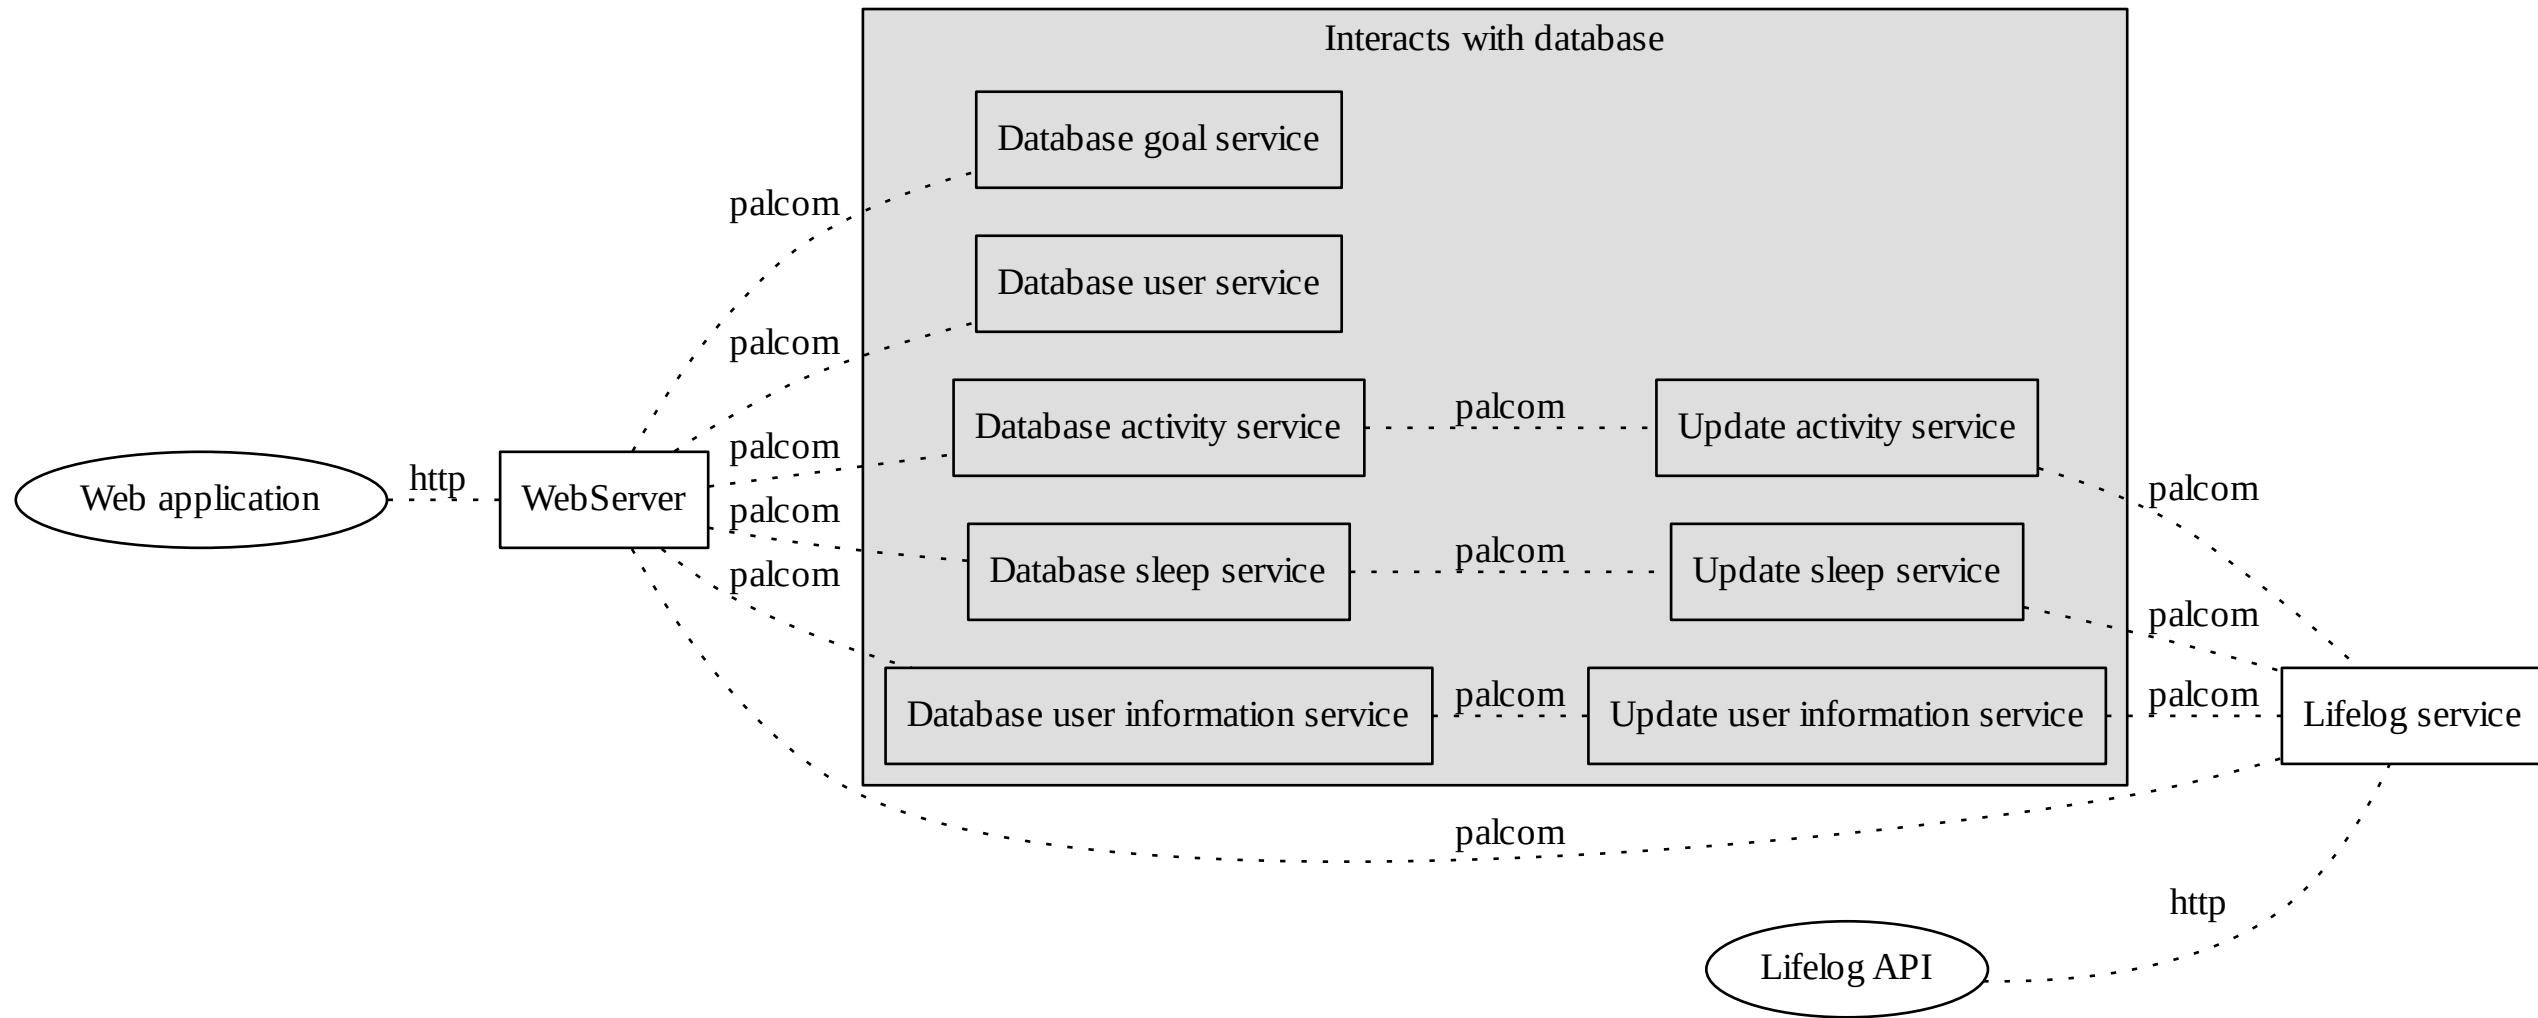 Interacts with database
Database goal service
palcom
Database user service
palcom
Database activity service
palcom
Update activity service
palcom
Web application
http
WebServer
palcom
palcom
Database sleep service
palcom
Update sleep service
palcom
palcom
Database user information service
palcom
Update user information service
palcom
Lifelog service
palcom
http
Lifelog API